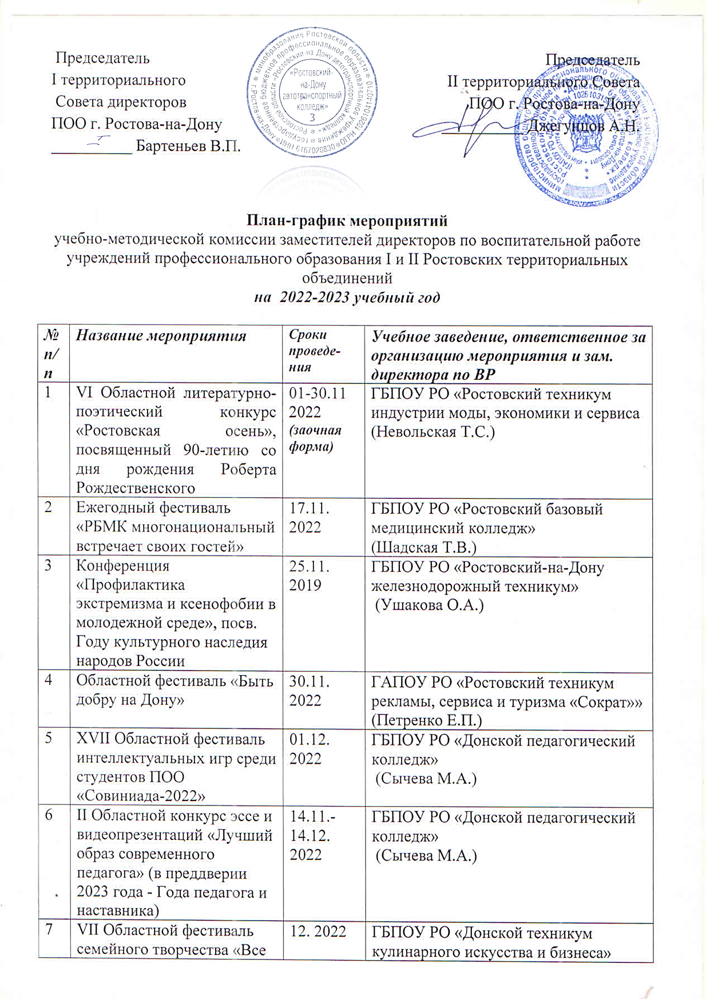 Председатель
I территориального
Совета директоров
ПОО г. Ростова-на-Дону
__________ Бартеньев В.П.
«Ростовский-
на-Дону
автотранспортный
колледж»
3
Председатель
II территориального Совета
ПОО г. Ростова-на-Дону
__________ Джегунцов А.Н.
План-график мероприятий
учебно-методической комиссии заместителей директоров по воспитательной работе
учреждений профессионального образования I и II Ростовских территориальных
объединений
на 2022-2023 учебный год
№
п/
п
Название мероприятия
Сроки
проведе-
ния
Учебное заведение, ответственное за
организацию мероприятия и зам.
директора по ВР
1
VI Областной литературно-
поэтический конкурс
«Ростовская осень»,
посвященный 90-летию со
дня рождения Роберта
Рождественского
01-30.11
2022
(заочная
форма)
ГБПОУ РО «Ростовский техникум
индустрии моды, экономики и сервиса
(Невольская Т.С.)
2
Ежегодный фестиваль
«РБМК многонациональный
встречает своих гостей»
17.11.
2022
ГБПОУ РО «Ростовский базовый
медицинский колледж»
(Шадская Т.В.)
3
Конференция
«Профилактика
экстремизма и ксенофобии в
молодежной среде», посв.
Году культурного наследия
народов России
25.11.
2019
ГБПОУ РО «Ростовский-на-Дону
железнодорожный техникум»
(Ушакова О.А.)
4
Областной фестиваль «Быть
добру на Дону»
30.11.
2022
ГАПОУ РО «Ростовский техникум
рекламы, сервиса и туризма «Сократ»»
(Петренко Е.П.)
5
XVII Областной фестиваль
интеллектуальных игр среди
студентов ПОО
«Совиниада-2022»
01.12.
2022
ГБПОУ РО «Донской педагогический
колледж»
(Сычева М.А.)
6
II Областной конкурс эссе и
видеопрезентаций «Лучший
образ современного
педагога» (в преддверии
2023 года - Года педагога и
наставника)
14.11.-
14.12.
2022
ГБПОУ РО «Донской педагогический
колледж»
(Сычева М.А.)
7
VII Областной фестиваль
семейного творчества «Все
12. 2022
ГБПОУ РО «Донской техникум
кулинарного искусства и бизнеса»